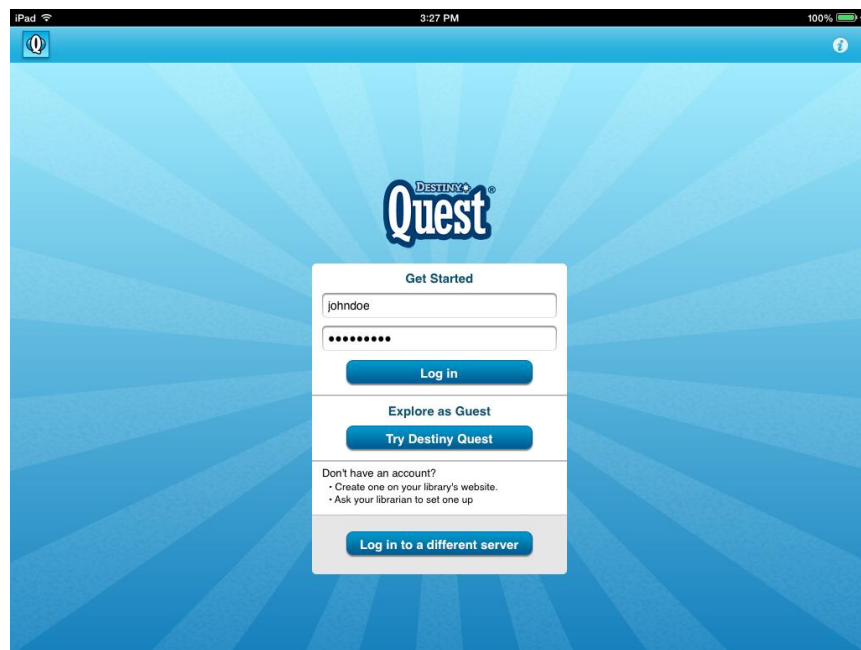 iPad 3:27 PM 100%
Q
DESTINY
Quest®
Get Started
johndoe
•••••••••
Log in
Explore as Guest
Try Destiny Quest
Don't have an account?
• Create one on your library's website.
• Ask your librarian to set one up
Log in to a different server